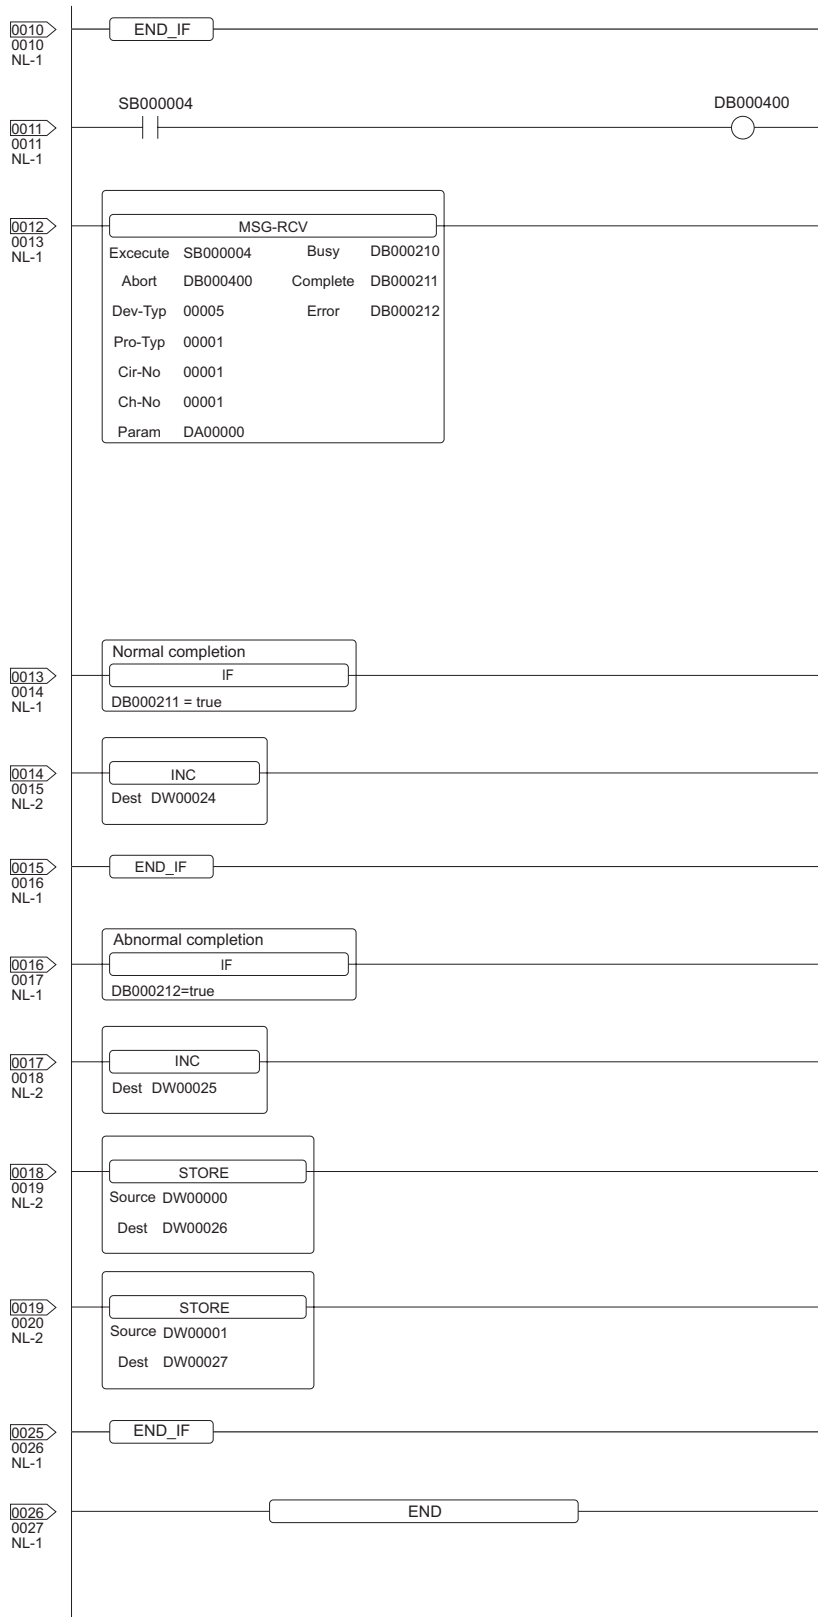 0010 END_IF
0010
NL-1
SB000004 DB000400
0011
0011
NL-1
0012 MSG-RCV
0013
NL-1
Excecute SB000004 Busy DB000210
Abort DB000400 Complete DB000211
Dev-Typ 00005 Error DB000212
Pro-Typ 00001
Cir-No 00001
Ch-No 00001
Param DA00000
Normal completion
0013 IF
0014
NL-1
DB000211 = true
0014 INC
0015
NL-2
Dest DW00024
0015 END_IF
0016
NL-1
Abnormal completion
0016 IF
0017
NL-1
DB000212=true
0017 INC
0018
NL-2
Dest DW00025
0018 STORE
0019
NL-2
Source DW00000
Dest DW00026
0019 STORE
0020
NL-2
Source DW00001
Dest DW00027
0025 END_IF
0026
NL-1
0026 END
0027
NL-1